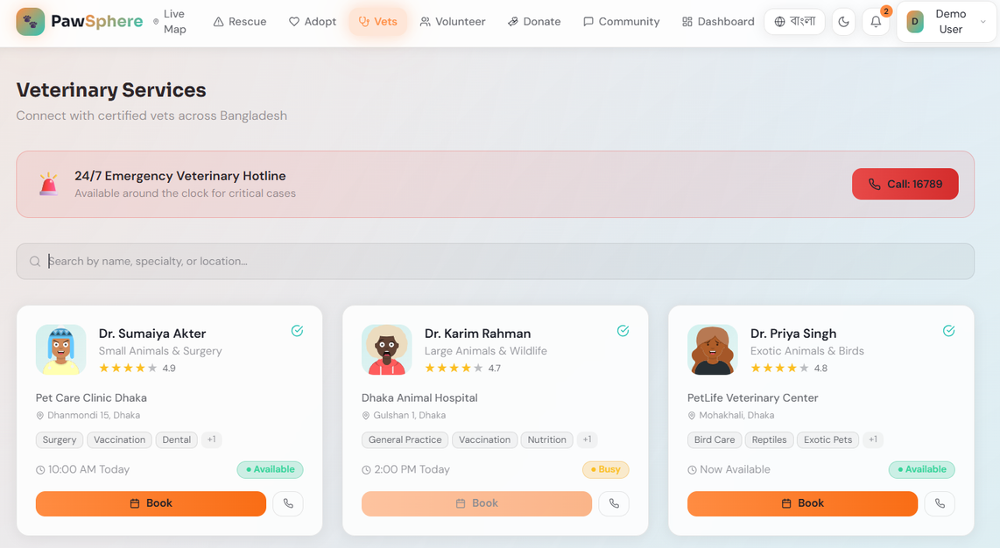 PawSphere
Live
Map
Rescue
Adopt
Vets
Volunteer
Donate
Community
Dashboard
বাংলা
2
D
Demo
User
Veterinary Services
Connect with certified vets across Bangladesh
24/7 Emergency Veterinary Hotline
Available around the clock for critical cases
Call: 16789
Search by name, specialty, or location...
Dr. Sumaiya Akter
Small Animals & Surgery
4.9
Pet Care Clinic Dhaka
Dhanmondi 15, Dhaka
Surgery Vaccination Dental +1
10:00 AM Today
Available
Book
Dr. Karim Rahman
Large Animals & Wildlife
4.7
Dhaka Animal Hospital
Gulshan 1, Dhaka
General Practice Vaccination Nutrition +1
2:00 PM Today
Busy
Book
Dr. Priya Singh
Exotic Animals & Birds
4.8
PetLife Veterinary Center
Mohakhali, Dhaka
Bird Care Reptiles Exotic Pets +1
Now Available
Available
Book